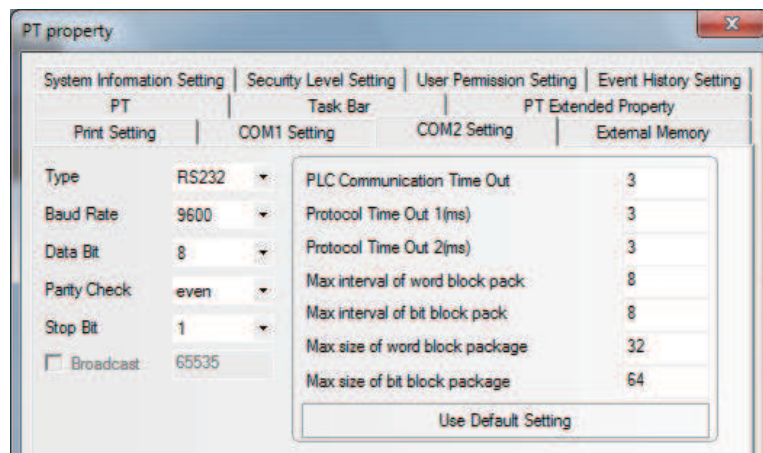 PT property
System Information Setting Security Level Setting User Permission Setting Event History Setting
PT Task Bar PT Extended Property
Print Setting COM1 Setting COM2 Setting External Memory
Type RS232
Baud Rate 9600
Data Bit 8
Parity Check even
Stop Bit 1
Broadcast 65535
PLC Communication Time Out 3
Protocol Time Out 1(ms) 3
Protocol Time Out 2(ms) 3
Max interval of word block pack 8
Max interval of bit block pack 8
Max size of word block package 32
Max size of bit block package 64
Use Default Setting